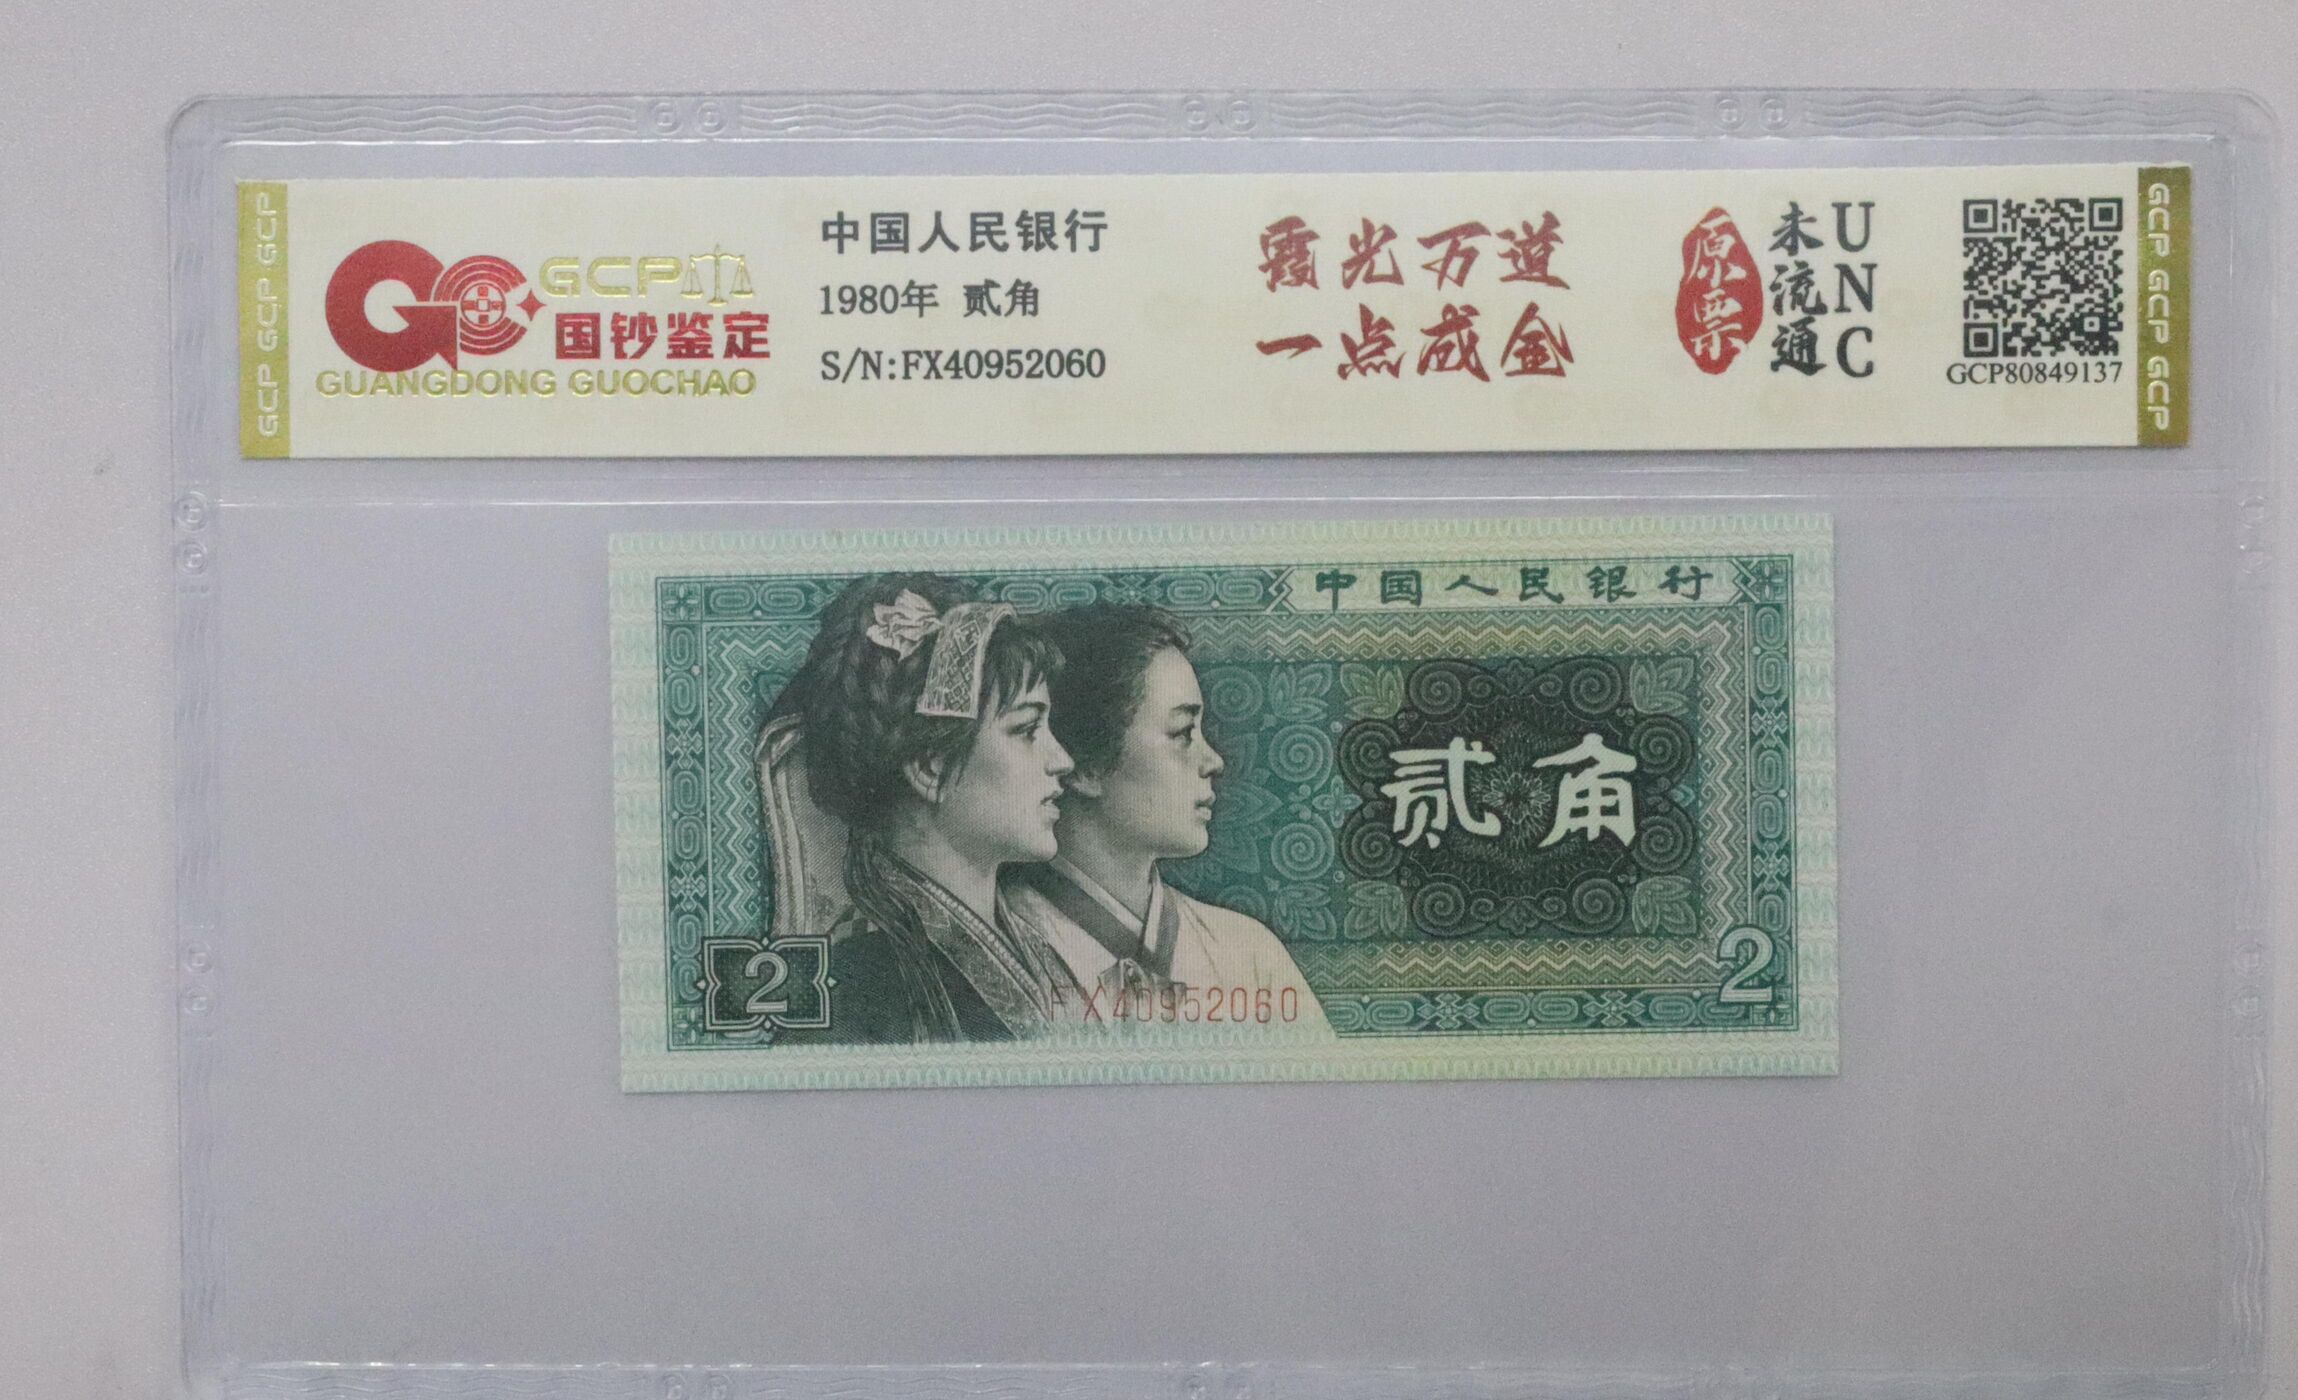 GCP GCP GCP
GCP
国钞鉴定
GUANGDONG GUOCHAO
中国人民银行
1980年 贰角
S/N:FX40952060
霞光万道
一点成金
原票
未流通
UNC
GCP80849137
GCP GCP GCP
中国人民银行
贰角
2
2
FX40952060